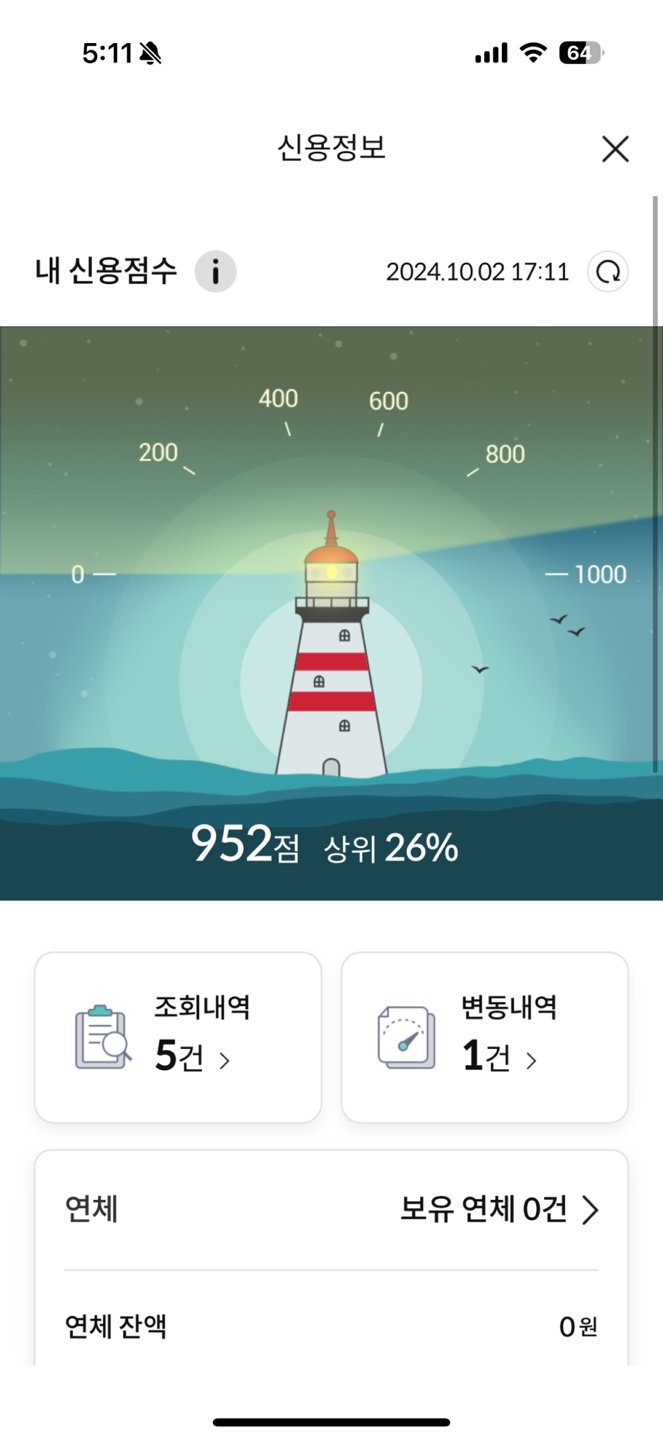 5:11
64
신용정보
내 신용점수 i 2024.10.02 17:11
400 600
200 800
0 1000
952점 상위 26%
조회내역 변동내역
5건 1건
연체 보유 연체 0건
연체 잔액 0원